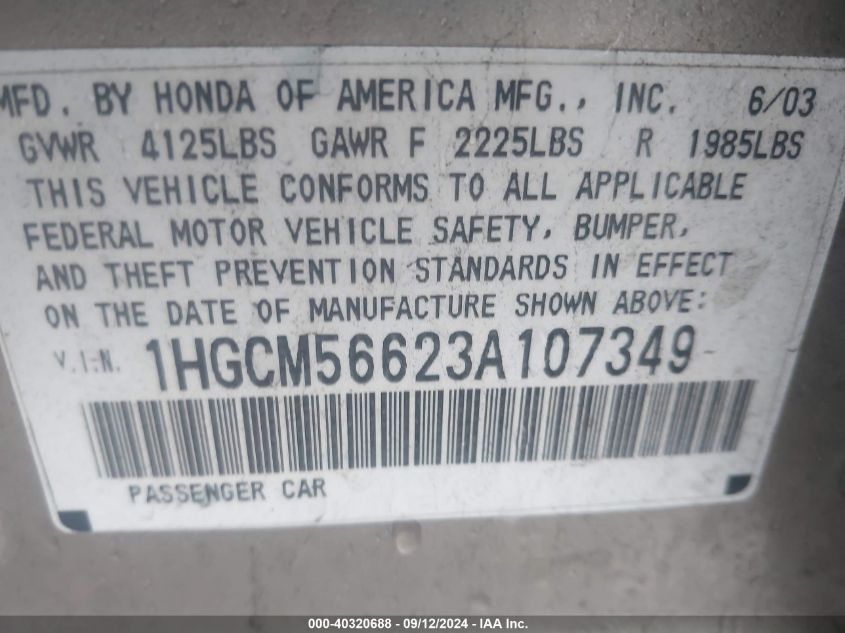 MFD. BY HONDA OF AMERICA MFG., INC. 6/03
GVWR 4125LBS GAWR F 2225LBS R 1985LBS
THIS VEHICLE CONFORMS TO ALL APPLICABLE
FEDERAL MOTOR VEHICLE SAFETY, BUMPER,
AND THEFT PREVENTION STANDARDS IN EFFECT
ON THE DATE OF MANUFACTURE SHOWN ABOVE:
V.I.N. 1HGCM56623A107349
PASSENGER CAR
000-40320688 - 09/12/2024 - IAA Inc.